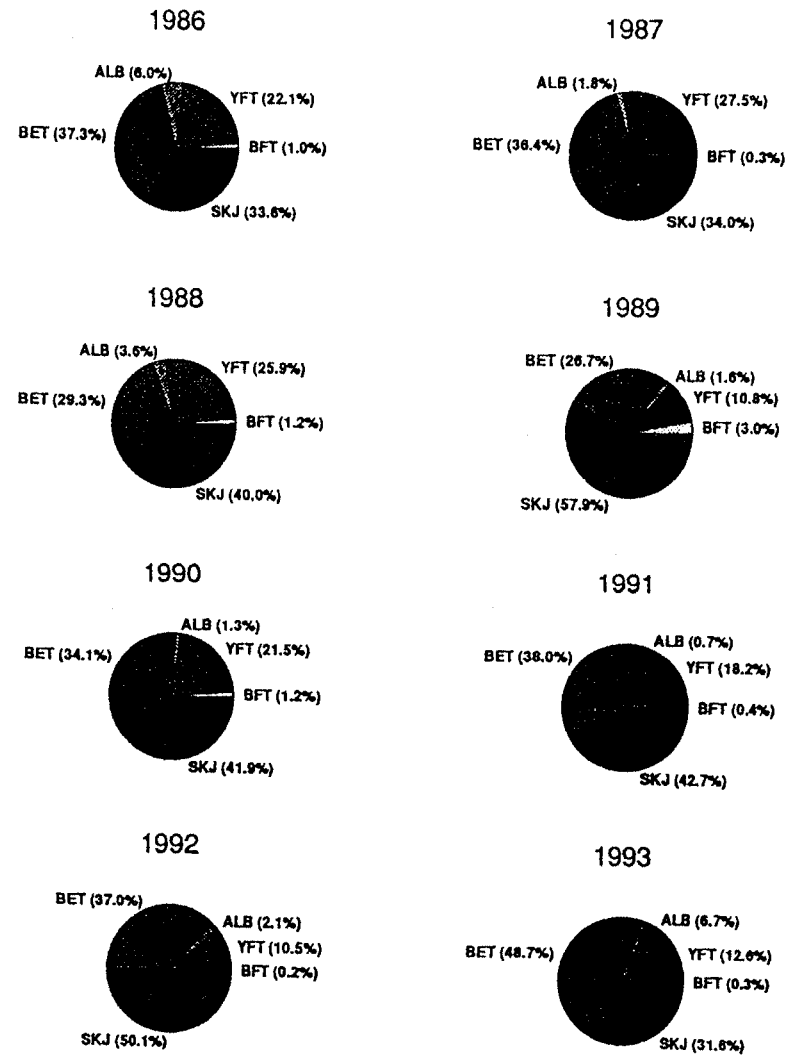 1986
ALB (6.0%)
YFT (22.1%)
BET (37.3%)
BFT (1.0%)
SKJ (33.6%)
1987
ALB (1.8%)
YFT (27.5%)
BET (36.4%)
BFT (0.3%)
SKJ (34.0%)
1988
ALB (3.6%)
YFT (25.9%)
BET (29.3%)
BFT (1.2%)
SKJ (40.0%)
1989
BET (26.7%)
ALB (1.6%)
YFT (10.8%)
BFT (3.0%)
SKJ (57.9%)
1990
ALB (1.3%)
YFT (21.5%)
BET (34.1%)
BFT (1.2%)
SKJ (41.9%)
1991
ALB (0.7%)
BET (38.0%)
YFT (18.2%)
BFT (0.4%)
SKJ (42.7%)
1992
BET (37.0%)
ALB (2.1%)
YFT (10.5%)
BFT (0.2%)
SKJ (50.1%)
1993
ALB (6.7%)
BET (48.7%)
YFT (12.6%)
BFT (0.3%)
SKJ (31.6%)